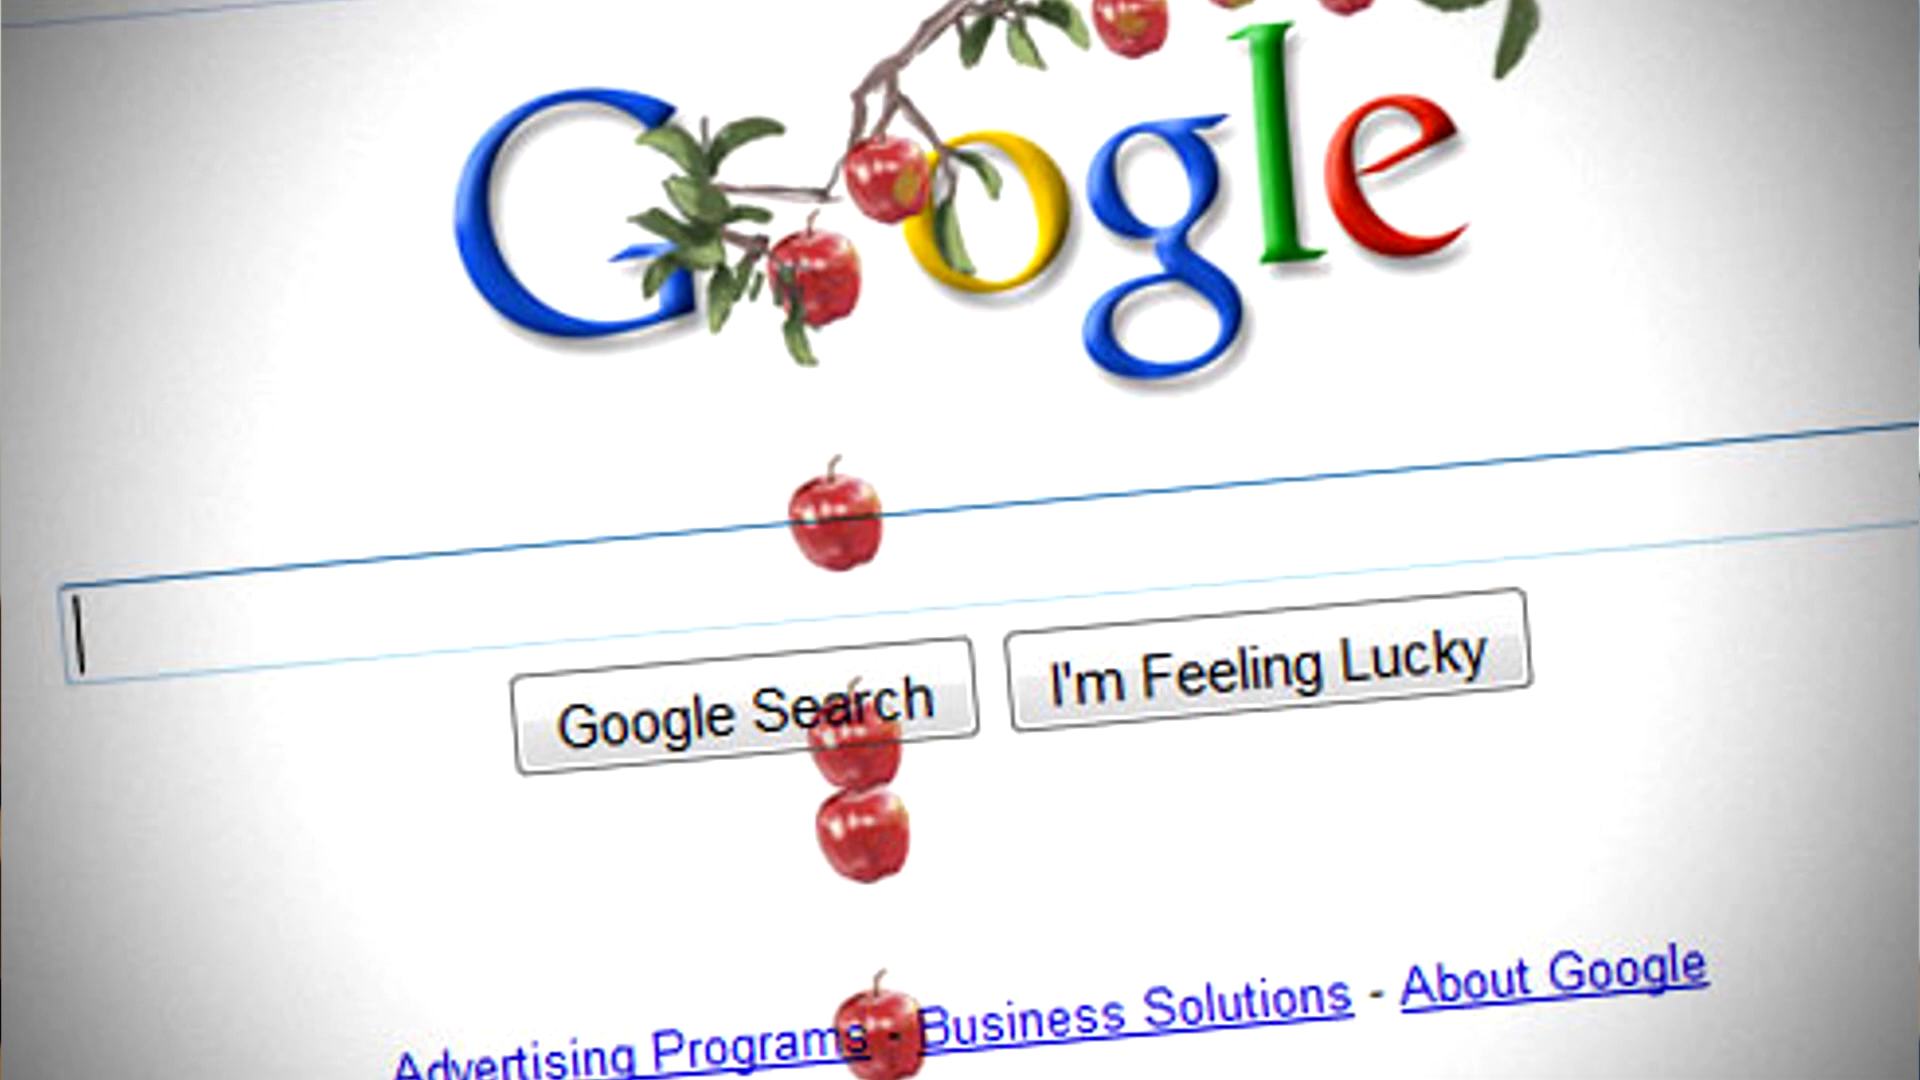 Google
Google Search
I'm Feeling Lucky
Advertising Programs - Business Solutions - About Google